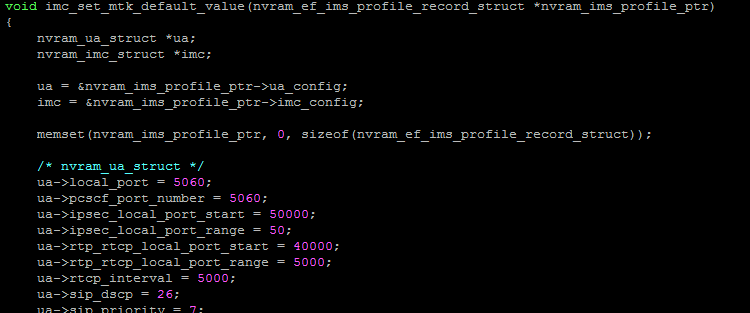 void imc_set_mtk_default_value(nvram_ef_ims_profile_record_struct *nvram_ims_profile_ptr)
{
nvram_ua_struct *ua;
nvram_imc_struct *imc;
ua = &nvram_ims_profile_ptr->ua_config;
imc = &nvram_ims_profile_ptr->imc_config;
memset(nvram_ims_profile_ptr, 0, sizeof(nvram_ef_ims_profile_record_struct));
/* nvram_ua_struct */
ua->local_port = 5060;
ua->pcscf_port_number = 5060;
ua->ipsec_local_port_start = 50000;
ua->ipsec_local_port_range = 50;
ua->rtp_rtcp_local_port_start = 40000;
ua->rtp_rtcp_local_port_range = 5000;
ua->rtcp_interval = 5000;
ua->sip_dscp = 26;
ua->sip_priority = 7;